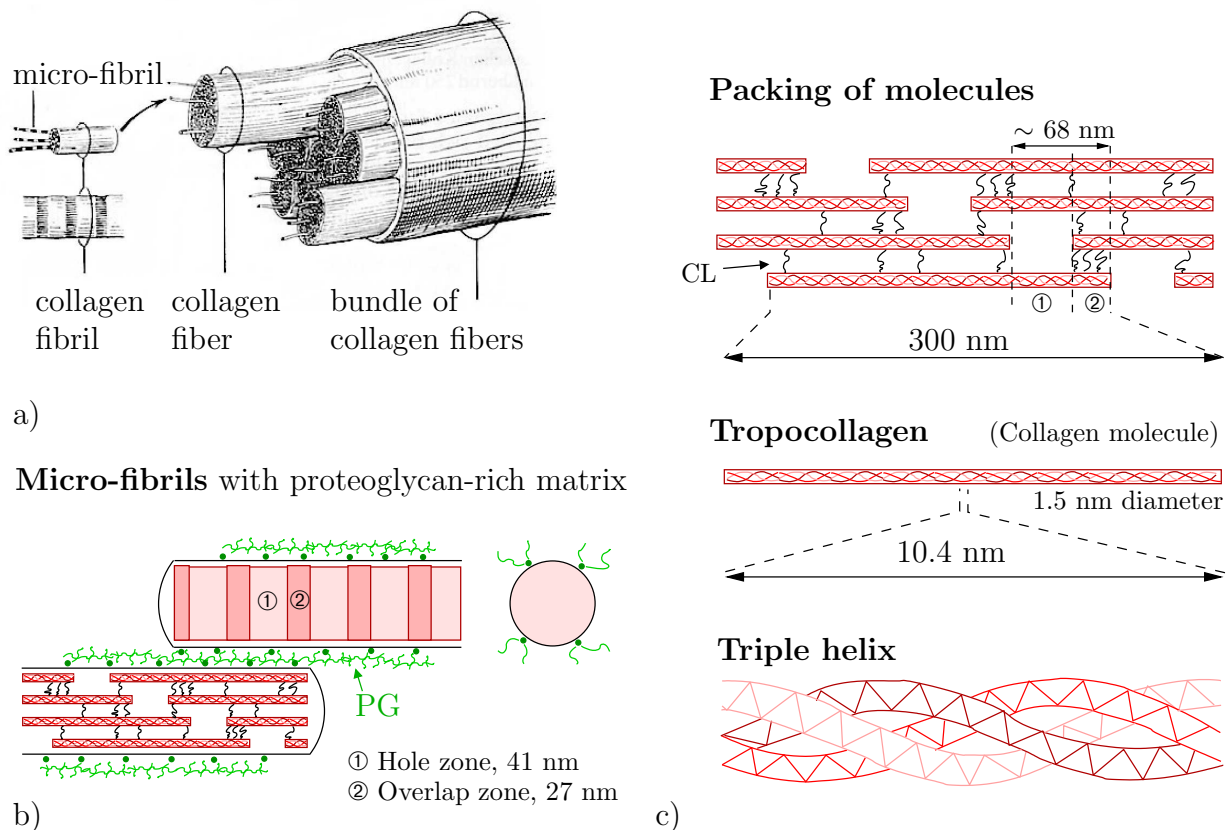 micro-fibril
collagen
fibril
collagen
fiber
bundle of
collagen fibers
a)
Micro-fibrils with proteoglycan-rich matrix
① ②
PG
① Hole zone, 41 nm
② Overlap zone, 27 nm
b)
Packing of molecules
~ 68 nm
CL
① ②
300 nm
Tropocollagen (Collagen molecule)
1.5 nm diameter
10.4 nm
Triple helix
c)